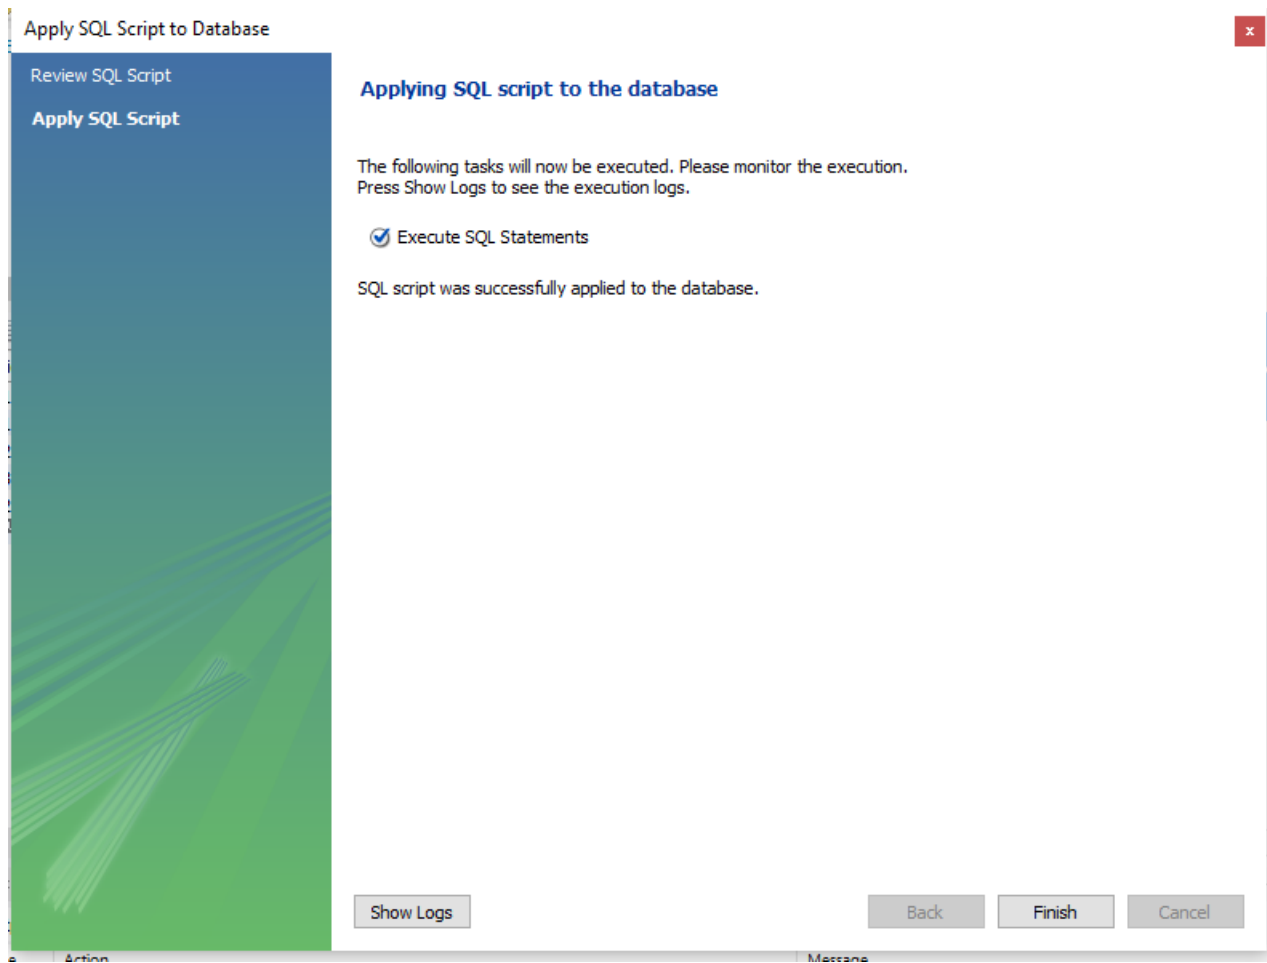 Apply SQL Script to Database
x
Review SQL Script
Apply SQL Script
Applying SQL script to the database
The following tasks will now be executed. Please monitor the execution.
Press Show Logs to see the execution logs.
Execute SQL Statements
SQL script was successfully applied to the database.
Show Logs
Back
Finish
Cancel
Action
Message